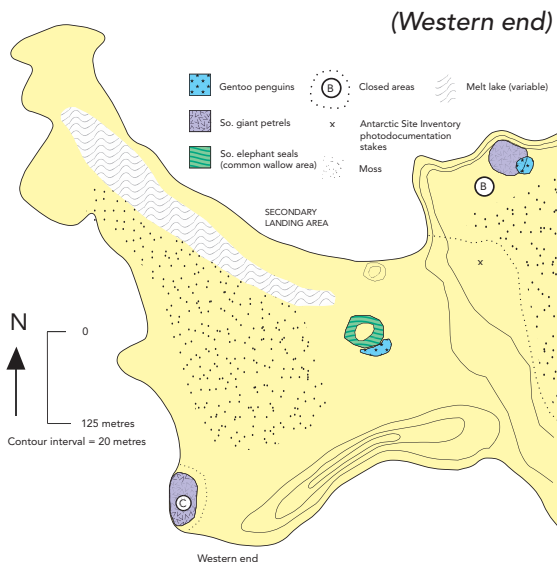 (Western end)
Gentoo penguins
So. giant petrels
So. elephant seals
(common wallow area)
B
Closed areas
x
Antarctic Site Inventory
photodocumentation
stakes
Moss
Melt lake (variable)
SECONDARY
LANDING AREA
B
x
N
0
125 metres
Contour interval = 20 metres
C
Western end